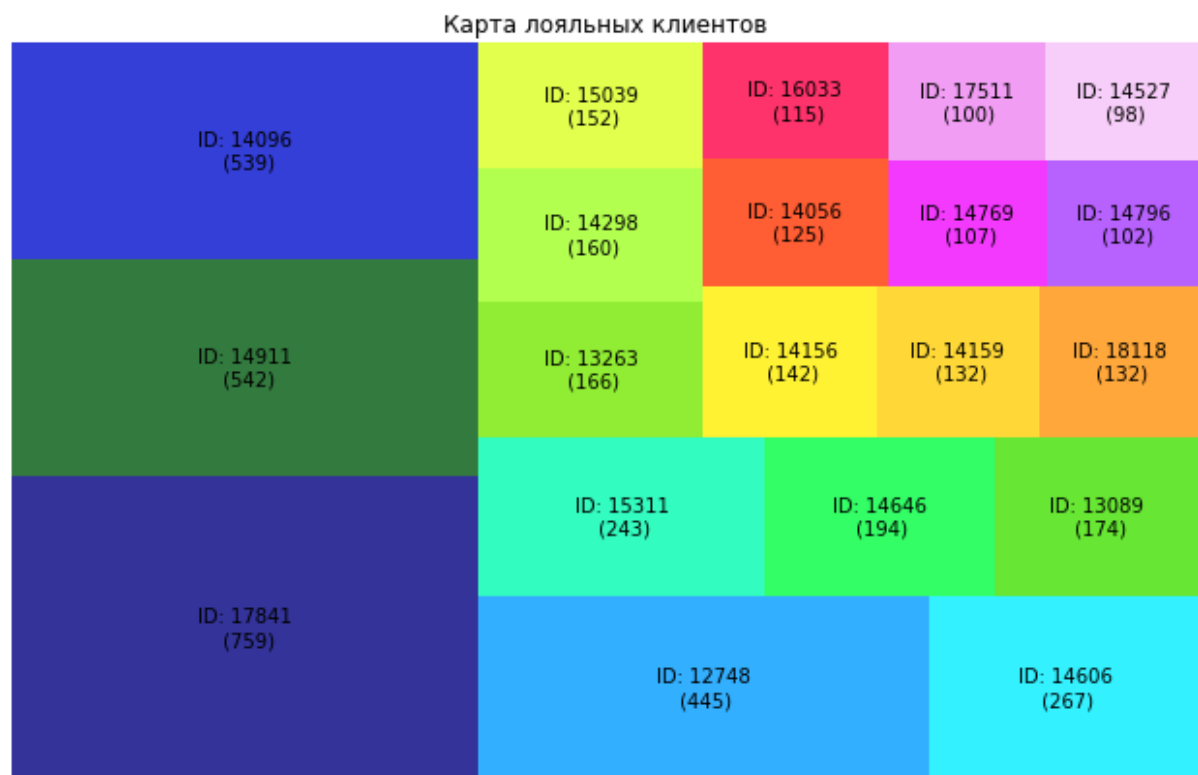 Карта лояльных клиентов
ID: 14096
(539)
ID: 14911
(542)
ID: 17841
(759)
ID: 15039
(152)
ID: 14298
(160)
ID: 13263
(166)
ID: 16033
(115)
ID: 17511
(100)
ID: 14527
(98)
ID: 14056
(125)
ID: 14769
(107)
ID: 14796
(102)
ID: 14156
(142)
ID: 14159
(132)
ID: 18118
(132)
ID: 15311
(243)
ID: 14646
(194)
ID: 13089
(174)
ID: 12748
(445)
ID: 14606
(267)